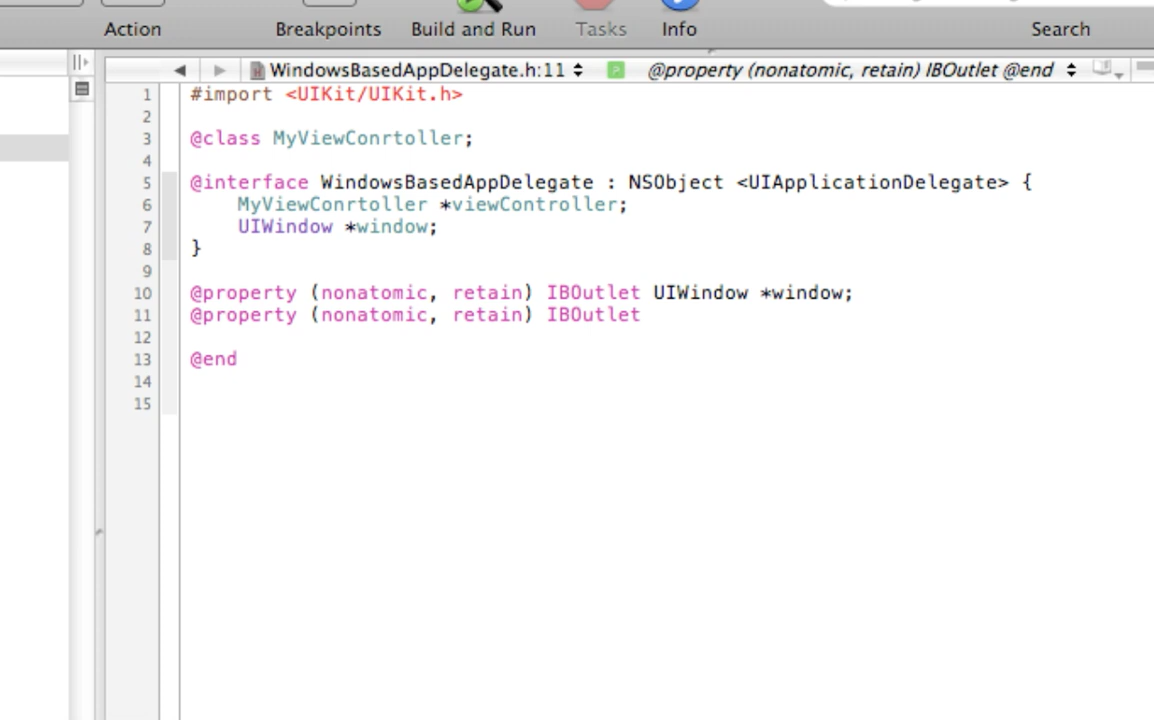 Action Breakpoints Build and Run Tasks Info Search
WindowsBasedAppDelegate.h:11 @property (nonatomic, retain) IBOutlet @end
1 #import <UIKit/UIKit.h>
2
3 @class MyViewConrtoller;
4
5 @interface WindowsBasedAppDelegate : NSObject <UIApplicationDelegate> {
6 MyViewConrtoller *viewController;
7 UIWindow *window;
8 }
9
10 @property (nonatomic, retain) IBOutlet UIWindow *window;
11 @property (nonatomic, retain) IBOutlet
12
13 @end
14
15